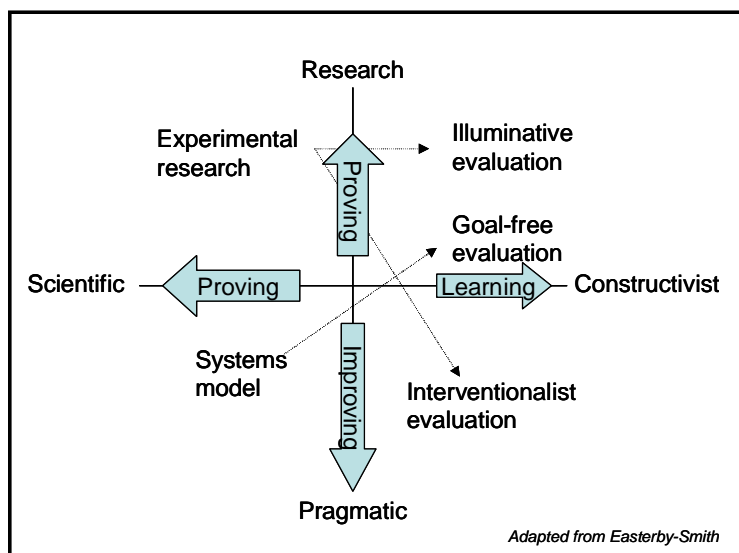 Research
Experimental
research
Illuminative
evaluation
Proving
Goal-free
evaluation
Scientific
Proving
Learning
Constructivist
Systems
model
Improving
Interventionalist
evaluation
Pragmatic
Adapted from Easterby-Smith